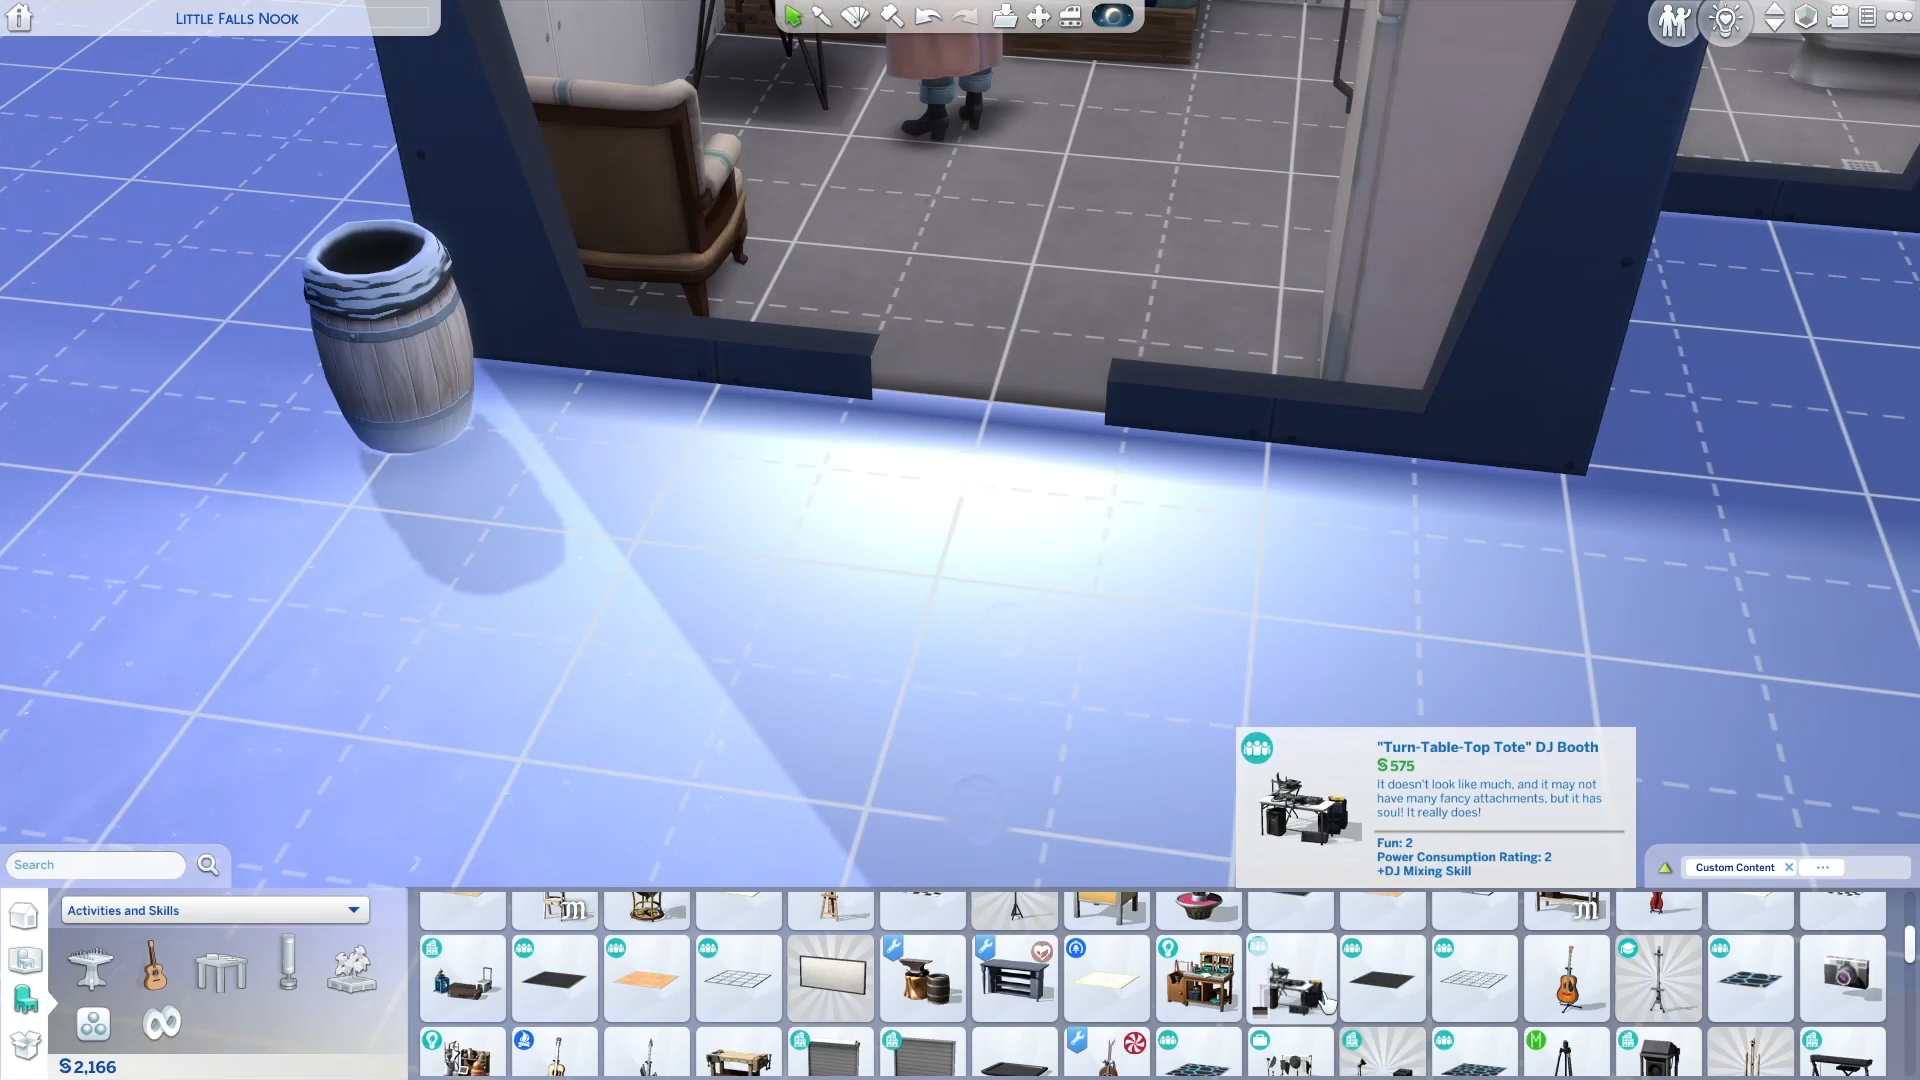 LITTLE FALLS NOOK
"Turn-Table-Top Tote" DJ Booth
§575
It doesn't look like much, and it may not
have many fancy attachments, but it has
soul! It really does!
Fun: 2
Power Consumption Rating: 2
+DJ Mixing Skill
Search
Custom Content
Activities and Skills
§2,166